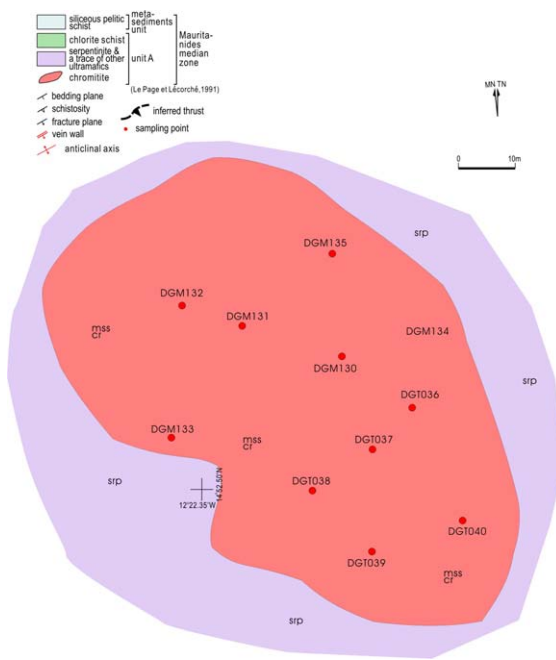 siliceous pelitic
schist
meta-
sediments
unit
chlorite schist
serpentinite &
a trace of other
ultramafics
unit A
Maurita-
nides
median
zone
chromitite
(Le Page et Lécorché,1991)
bedding plane
schistosity
fracture plane
vein wall
anticlinal axis
inferred thrust
sampling point
MN TN
0 10m
srp
DGM135
DGM132
DGM131
mss
cr
DGM134
DGM130
srp
DGT036
DGM133
mss
cr
DGT037
srp
14°52.50'N
12°22.35'W
DGT038
DGT040
DGT039
mss
cr
srp